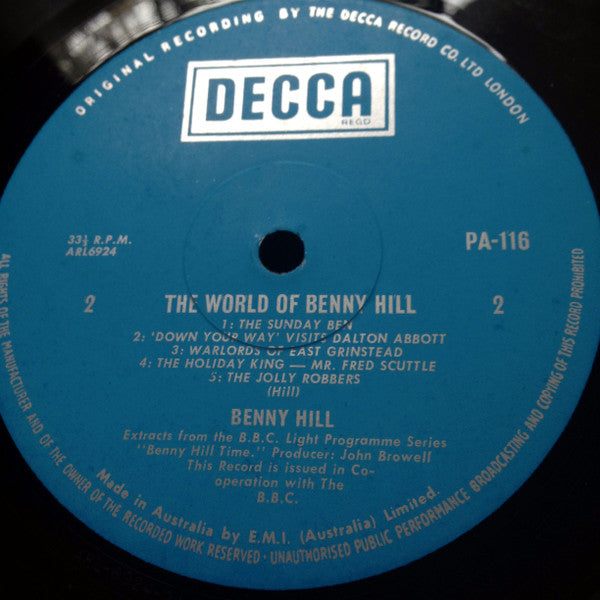 ORIGINAL RECORDING BY THE DECCA RECORD CO. LTD LONDON
DECCA
REGD
33⅓ R.P.M.
ARL6924
PA-116
2 THE WORLD OF BENNY HILL 2
1: THE SUNDAY BEN
2: 'DOWN YOUR WAY' VISITS DALTON ABBOTT
3: WARLORDS OF EAST GRINSTEAD
4: THE HOLIDAY KING — MR. FRED SCUTTLE
5: THE JOLLY ROBBERS
(Hill)
BENNY HILL
Extracts from the B.B.C. Light Programme Series
"Benny Hill Time." Producer: John Browell
This Record is issued in Co-
operation with The
B.B.C.
Made in Australia by E.M.I. (Australia) Limited.
ALL RIGHTS OF THE MANUFACTURER AND OF THE OWNER OF THE RECORDED WORK RESERVED · UNAUTHORISED PUBLIC PERFORMANCE BROADCASTING AND COPYING OF THIS RECORD PROHIBITED